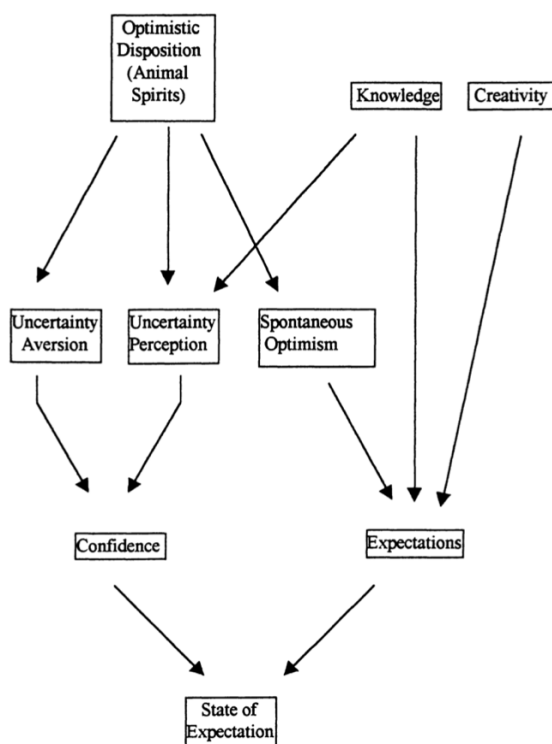 Optimistic
Disposition
(Animal
Spirits)
Knowledge
Creativity
Uncertainty
Aversion
Uncertainty
Perception
Spontaneous
Optimism
Confidence
Expectations
State of
Expectation